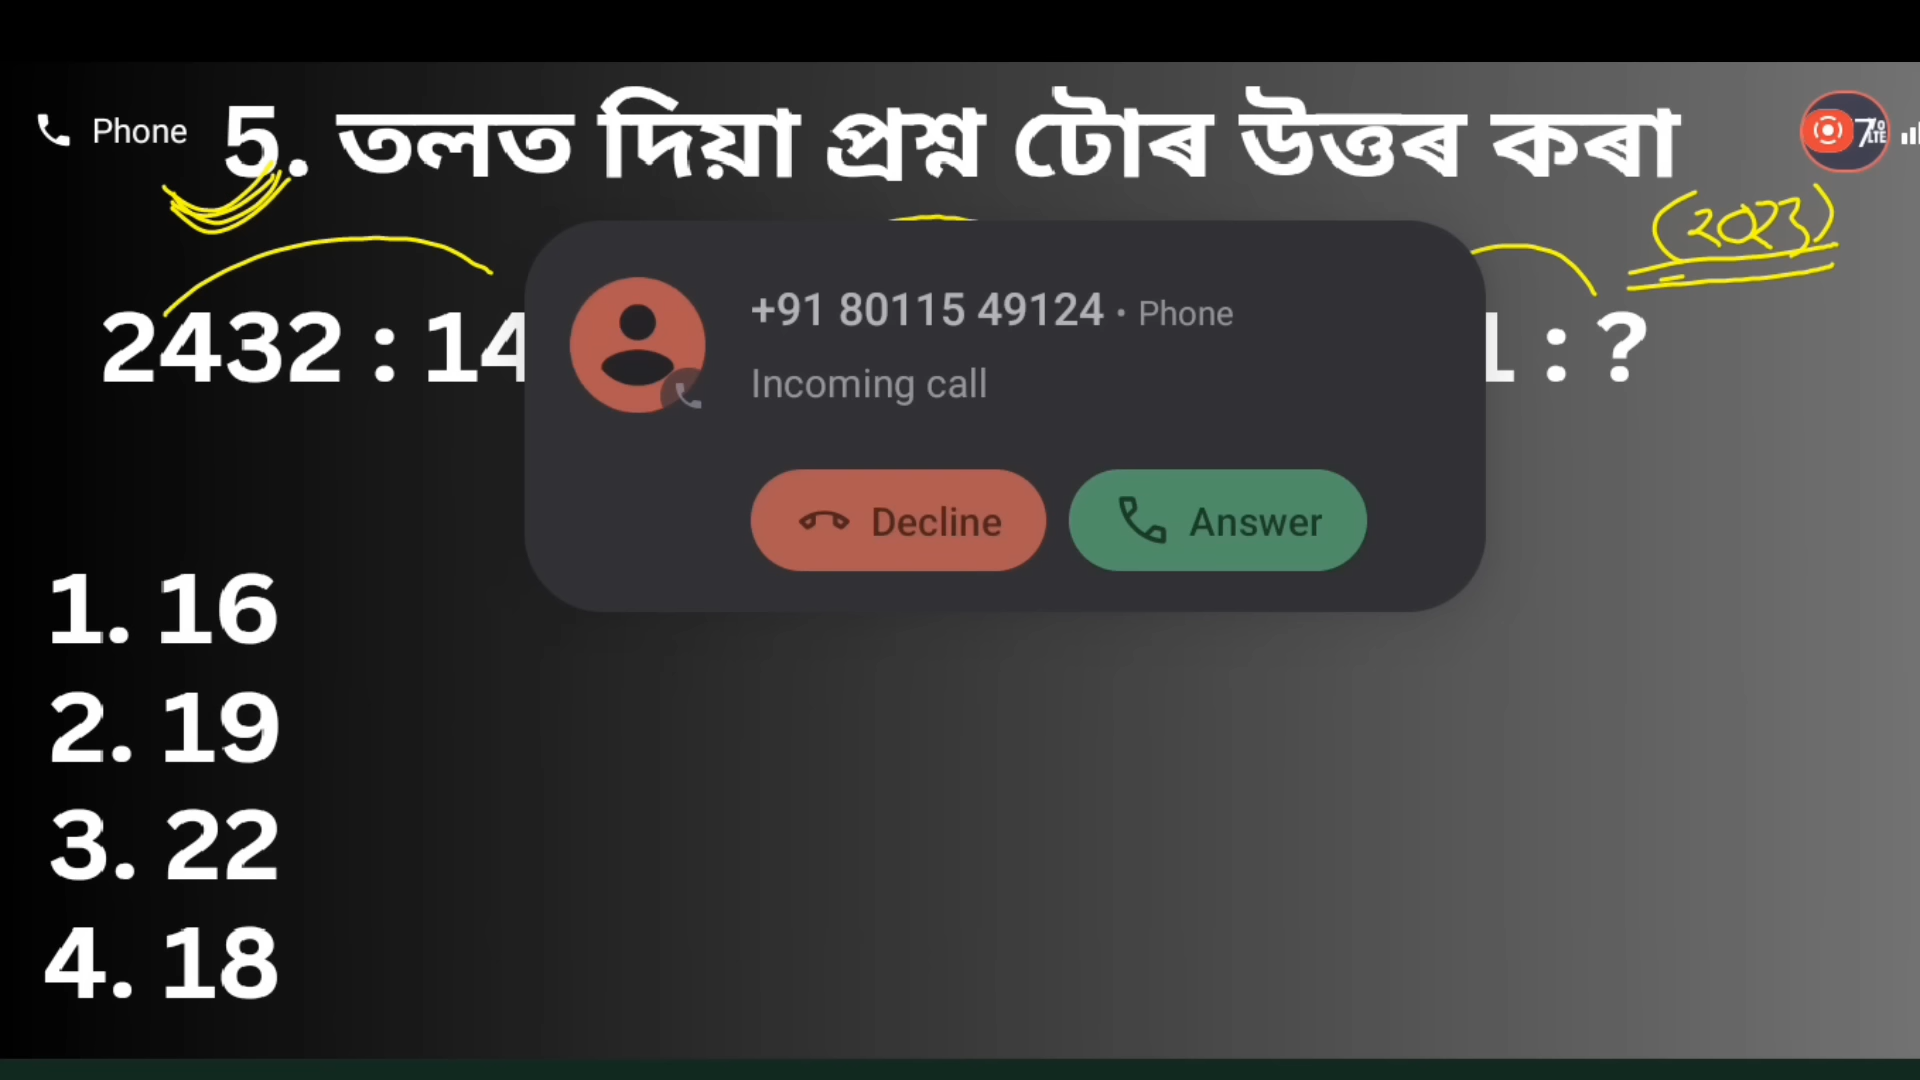 Phone
5. তলত দিয়া প্ৰশ্ন টোৰ উত্তৰ কৰা
(2023)
2432 : 14
: ?
+91 80115 49124 • Phone
Incoming call
Decline
Answer
1. 16
2. 19
3. 22
4. 18